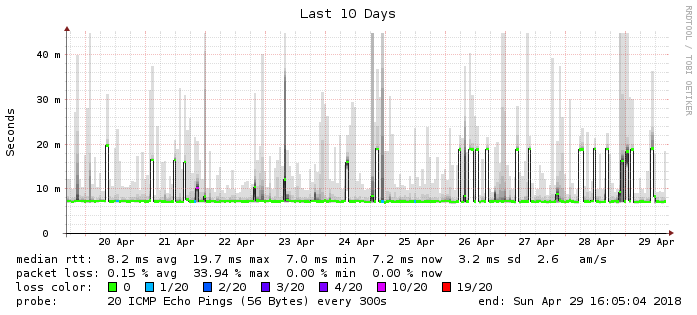 Last 10 Days
RRDTOOL / TOBI OETIKER
Seconds
40 m
30 m
20 m
10 m
0
20 Apr 21 Apr 22 Apr 23 Apr 24 Apr 25 Apr 26 Apr 27 Apr 28 Apr 29 Apr
median rtt: 8.2 ms avg 19.7 ms max 7.0 ms min 7.2 ms now 3.2 ms sd 2.6 am/s
packet loss: 0.15 % avg 33.94 % max 0.00 % min 0.00 % now
loss color: 0 1/20 2/20 3/20 4/20 10/20 19/20
probe: 20 ICMP Echo Pings (56 Bytes) every 300s end: Sun Apr 29 16:05:04 2018